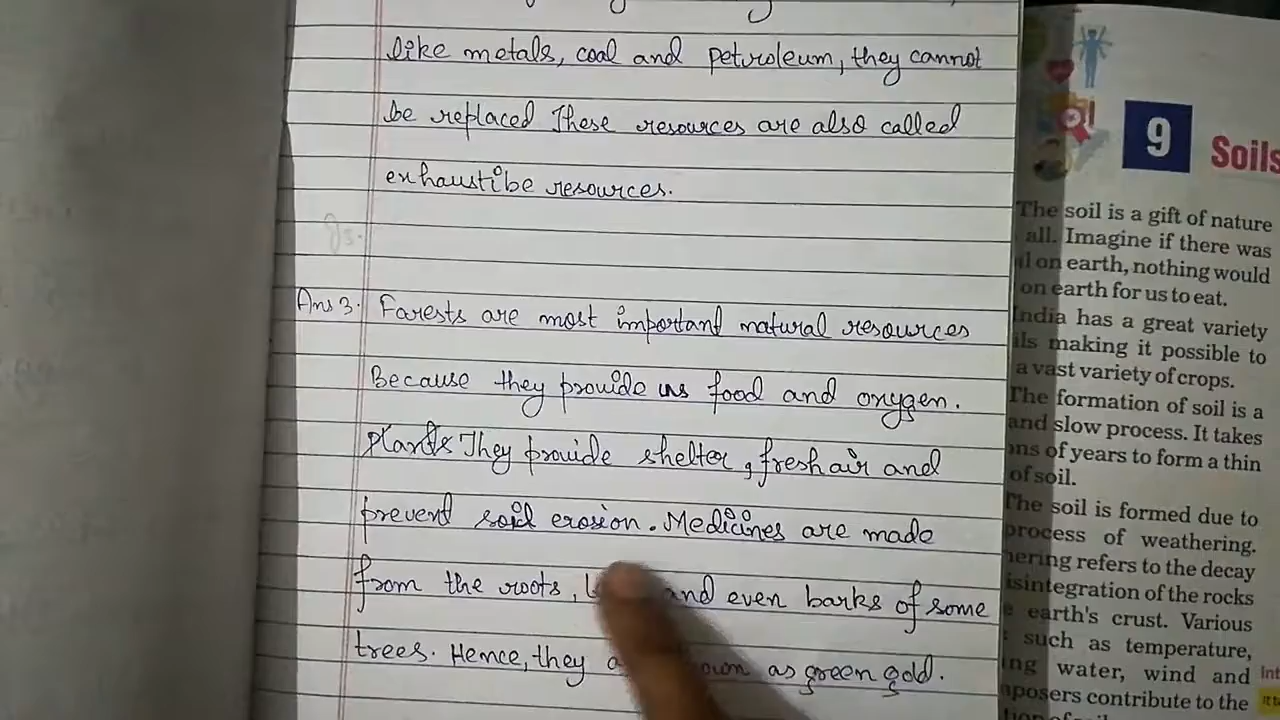 like metals, coal and petroleum, they cannot
be replaced These resources are also called
exhaustibe resources.
Ans 3. Farests are most important natural resources
Because they provide us food and oxygen.
plants They provide shelter, fresh air and
prevent soil erosion. Medicines are made
from the roots, and even barks of some
trees. Hence, they as green gold.
9 Soils
The soil is a gift of nature
all. Imagine if there was
on earth, nothing would
on earth for us to eat.
India has a great variety
making it possible to
a vast variety of crops.
The formation of soil is a
and slow process. It takes
of years to form a thin
of soil.
The soil is formed due to
process of weathering.
refers to the decay
disintegration of the rocks
earth's crust. Various
such as temperature,
water, wind and
contribute to the